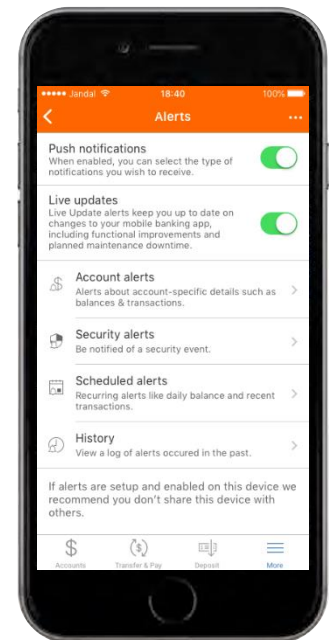 Jandal 18:40 100%
Alerts
Push notifications
When enabled, you can select the type of
notifications you wish to receive.
Live updates
Live Update alerts keep you up to date on
changes to your mobile banking app,
including functional improvements and
planned maintenance downtime.
Account alerts
Alerts about account-specific details such as
balances & transactions.
Security alerts
Be notified of a security event.
Scheduled alerts
Recurring alerts like daily balance and recent
transactions.
History
View a log of alerts occured in the past.
If alerts are setup and enabled on this device we
recommend you don't share this device with
others.
Accounts Transfer & Pay Deposit More